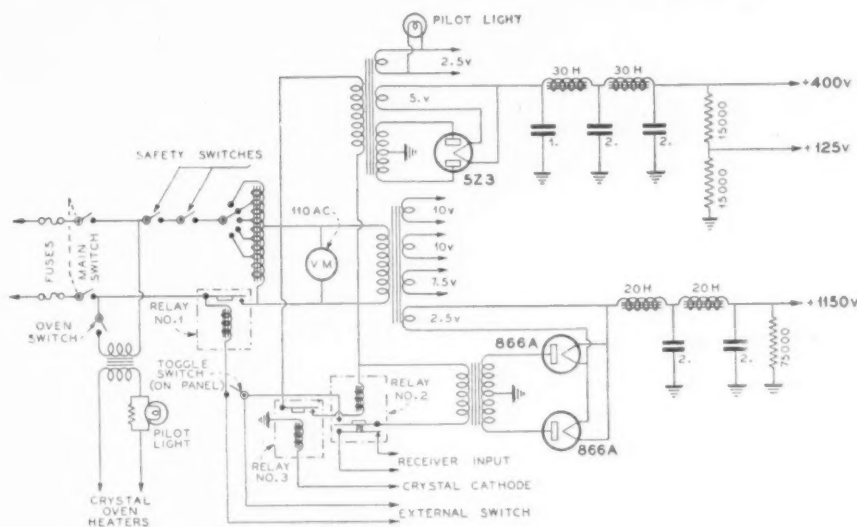 PILOT LIGHT
2.5v
30 H
30 H
+400v
5.v
15000
SAFETY SWITCHES
1.
2.
2.
5Z3
+125v
15000
110 AC.
10v
FUSES
MAIN
SWITCH
V.M.
10v
7.5v
RELAY
NO.1
20H
20H
+1150v
2.5v
OVEN
SWITCH
866A
2.
2.
75000
TOGGLE
SWITCH
(ON PANEL)
RELAY
NO.2
PILOT
LIGHT
866A
RELAY
NO.3
RECEIVER INPUT
CRYSTAL CATHODE
CRYSTAL
OVEN
HEATERS
EXTERNAL SWITCH